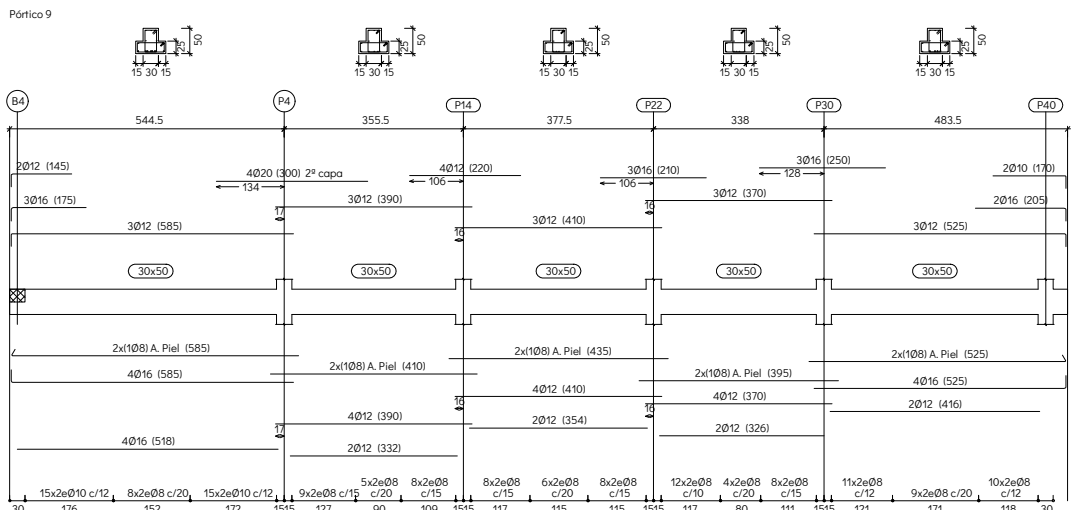 Pórtico 9
25 50 25 50 25 50 25 50 25 50
15 30 15 15 30 15 15 30 15 15 30 15 15 30 15
B4 P4 P14 P22 P30 P40
544.5 355.5 377.5 338 483.5
2Ø12 (145) 4Ø20 (300) 2ª capa 4Ø12 (220) 3Ø16 (210) 3Ø16 (250) 2Ø10 (170)
134 106 106 128
3Ø16 (175) 3Ø12 (390) 3Ø12 (370) 2Ø16 (205)
17 16
3Ø12 (585) 3Ø12 (410) 3Ø12 (525)
16
30x50 30x50 30x50 30x50 30x50
2x(1Ø8) A. Piel (585) 2x(1Ø8) A. Piel (435) 2x(1Ø8) A. Piel (525)
2x(1Ø8) A. Piel (410) 2x(1Ø8) A. Piel (395)
4Ø16 (585) 4Ø16 (525)
4Ø12 (410) 4Ø12 (370)
16 16
2Ø12 (416)
4Ø12 (390) 2Ø12 (354)
17
2Ø12 (326)
4Ø16 (518) 2Ø12 (332)
15x2eØ10 c/12 8x2eØ8 c/20 15x2eØ10 c/12 9x2eØ8 c/15 5x2eØ8 c/20 8x2eØ8 c/15 8x2eØ8 c/15 6x2eØ8 c/20 8x2eØ8 c/15 12x2eØ8 c/10 4x2eØ8 c/20 8x2eØ8 c/15 11x2eØ8 c/12 9x2eØ8 c/20 10x2eØ8 c/12
30 176 152 172 1515 127 90 109 1515 117 115 115 1515 117 80 111 1515 121 171 118 30